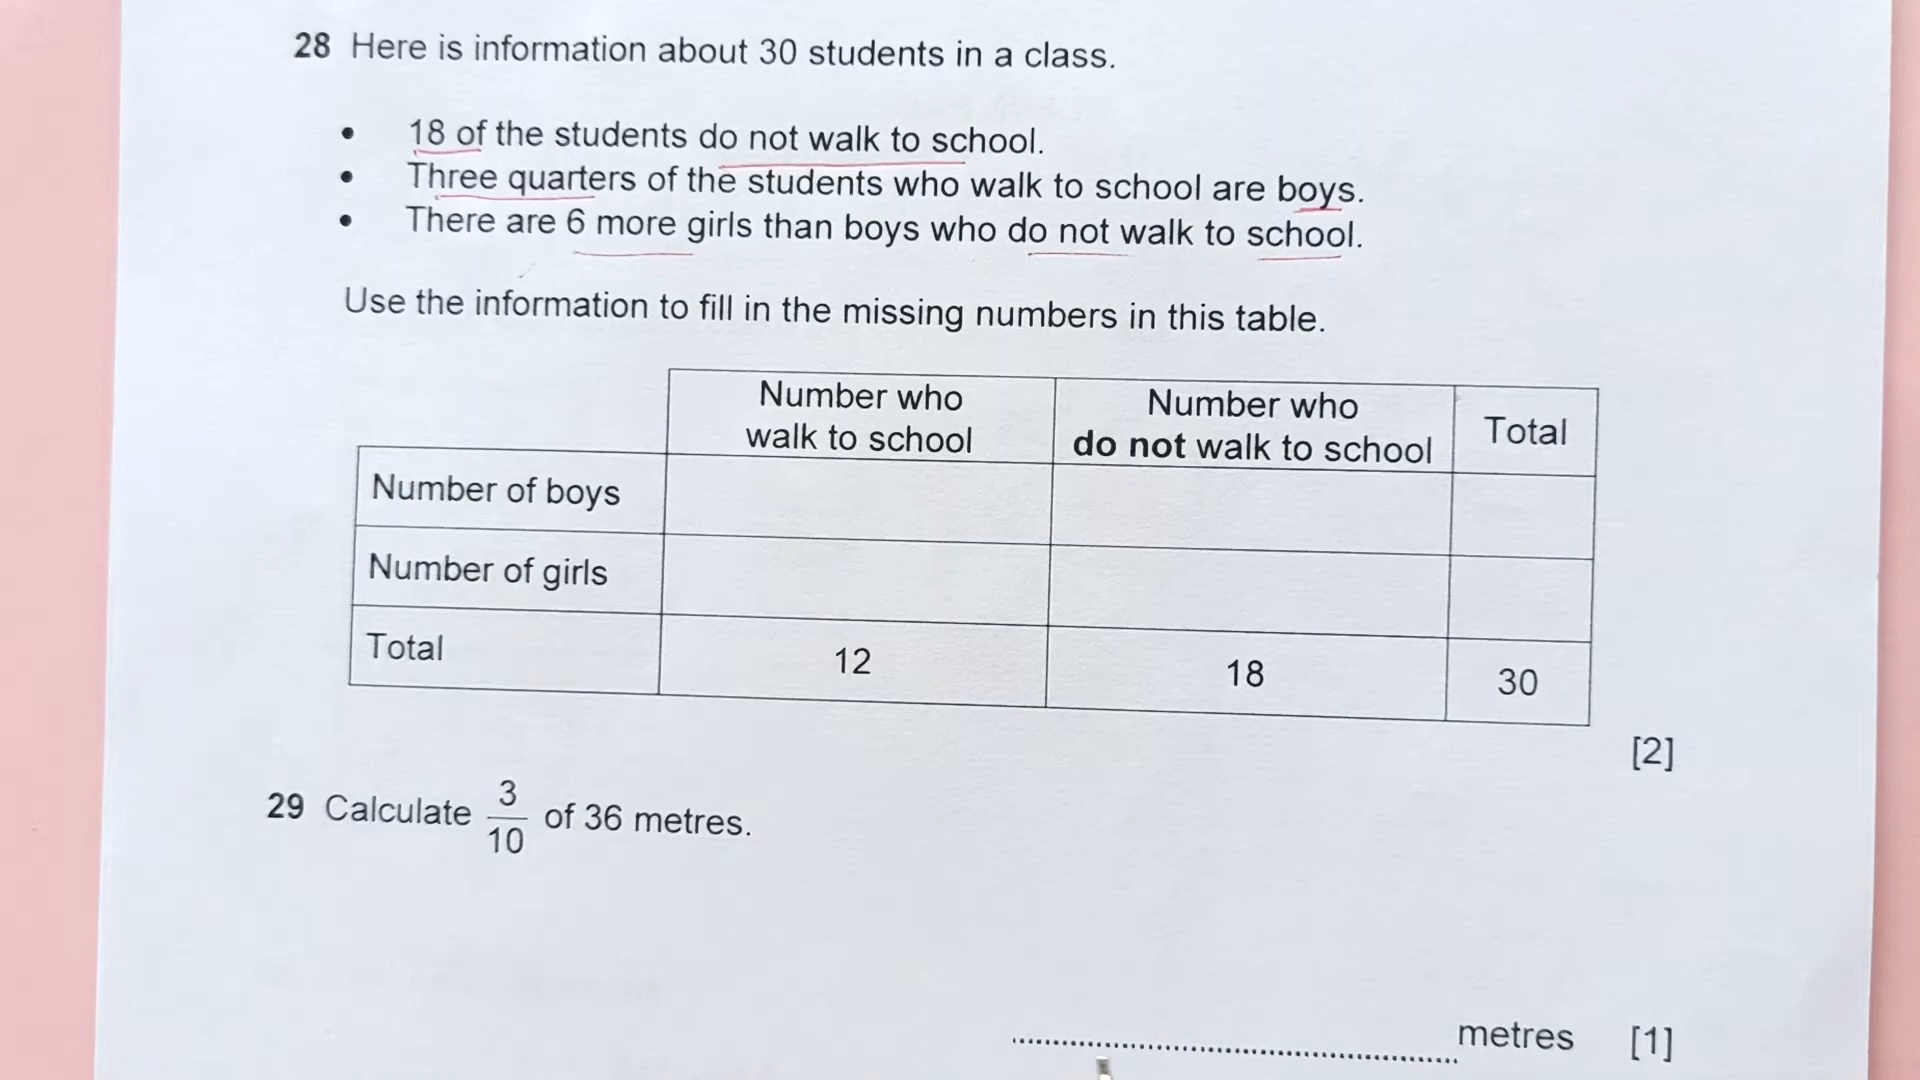 28 Here is information about 30 students in a class.
• 18 of the students do not walk to school.
• Three quarters of the students who walk to school are boys.
• There are 6 more girls than boys who do not walk to school.
Use the information to fill in the missing numbers in this table.
Number who walk to school
Number who do not walk to school
Total
Number of boys
Number of girls
Total 12 18 30
[2]
29 Calculate 3/10 of 36 metres.
metres [1]